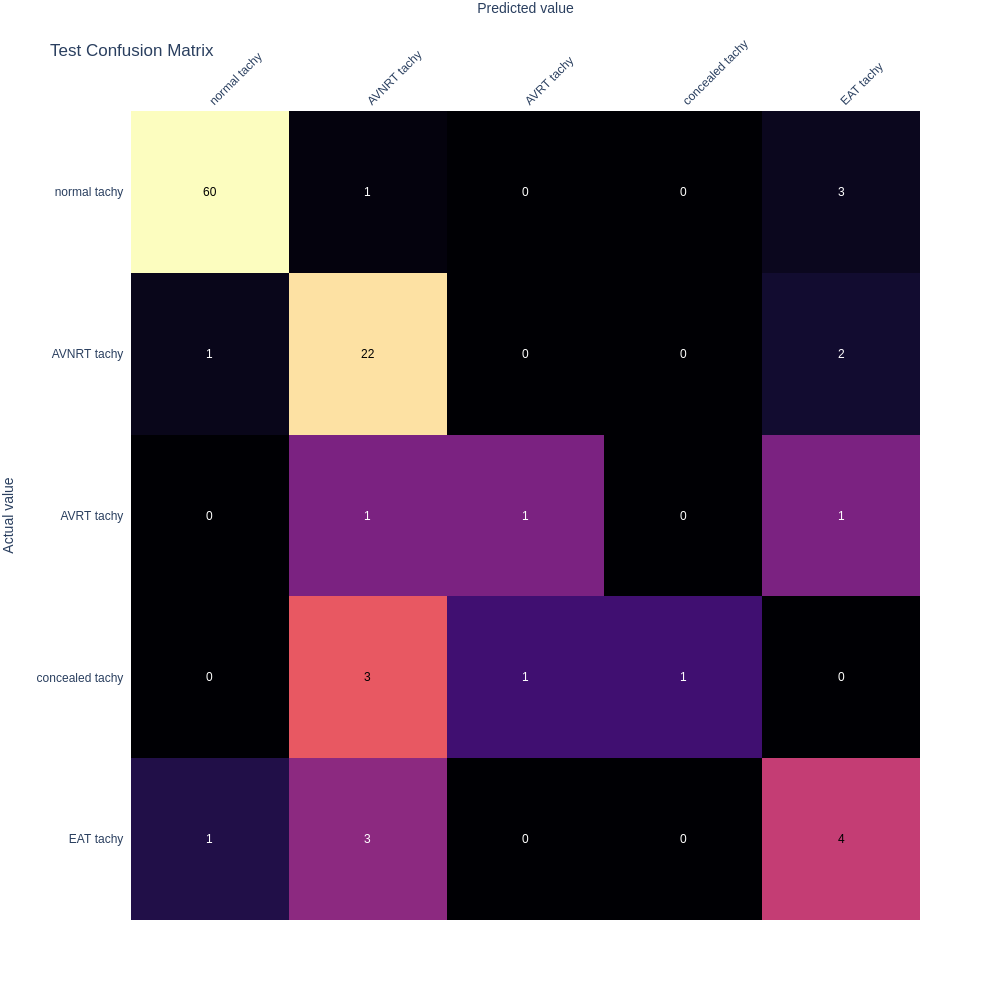 Predicted value
Test Confusion Matrix
normal tachy
AVNRT tachy
AVRT tachy
concealed tachy
EAT tachy
Actual value
normal tachy 60 1 0 0 3
AVNRT tachy 1 22 0 0 2
AVRT tachy 0 1 1 0 1
concealed tachy 0 3 1 1 0
EAT tachy 1 3 0 0 4